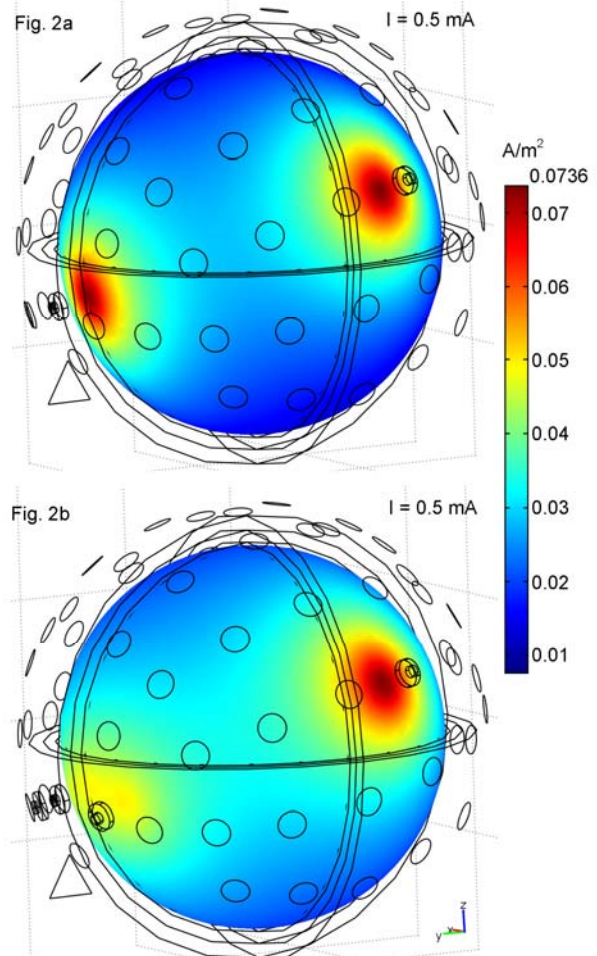 Fig. 2a
I = 0.5 mA
A/m²
0.0736
0.07
0.06
0.05
0.04
0.03
0.02
0.01
Fig. 2b
I = 0.5 mA
z
y x